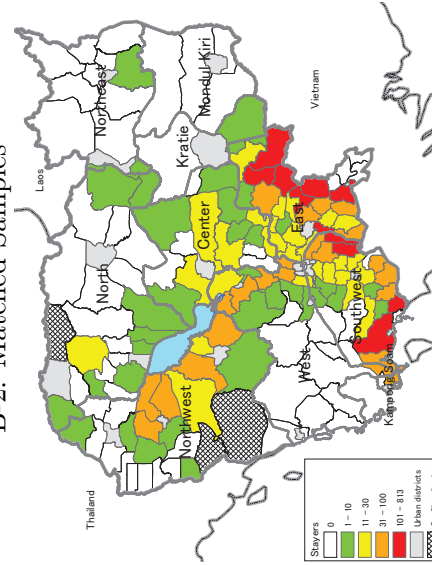 B-2: Matched Samples
Laos
Northeast
Mondul Kiri
Kratie
Vietnam
North
Center
East
Thailand
Northwest
West
Southwest
Kampong Soam
Stayers
0
1 – 10
11 – 30
31 – 100
101 – 813
Urban districts